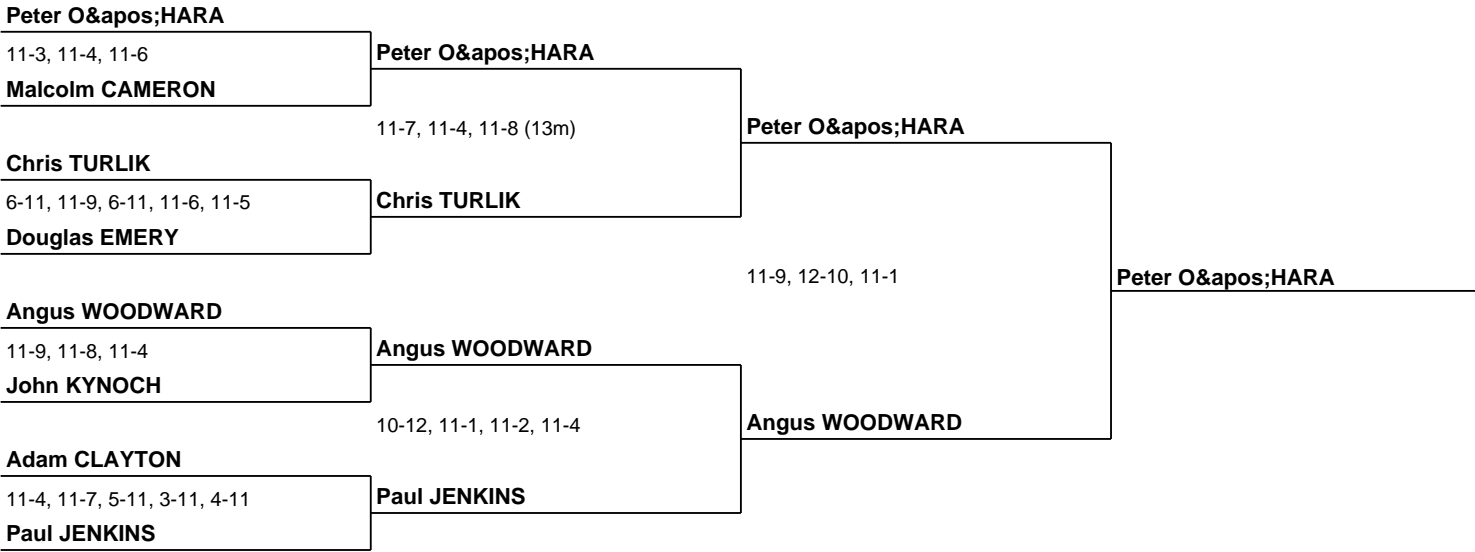 Peter O&apos;HARA
11-3, 11-4, 11-6
Peter O&apos;HARA
Malcolm CAMERON
11-7, 11-4, 11-8 (13m)
Peter O&apos;HARA
Chris TURLIK
6-11, 11-9, 6-11, 11-6, 11-5
Chris TURLIK
Douglas EMERY
11-9, 12-10, 11-1
Peter O&apos;HARA
Angus WOODWARD
11-9, 11-8, 11-4
Angus WOODWARD
John KYNOCH
10-12, 11-1, 11-2, 11-4
Angus WOODWARD
Adam CLAYTON
11-4, 11-7, 5-11, 3-11, 4-11
Paul JENKINS
Paul JENKINS